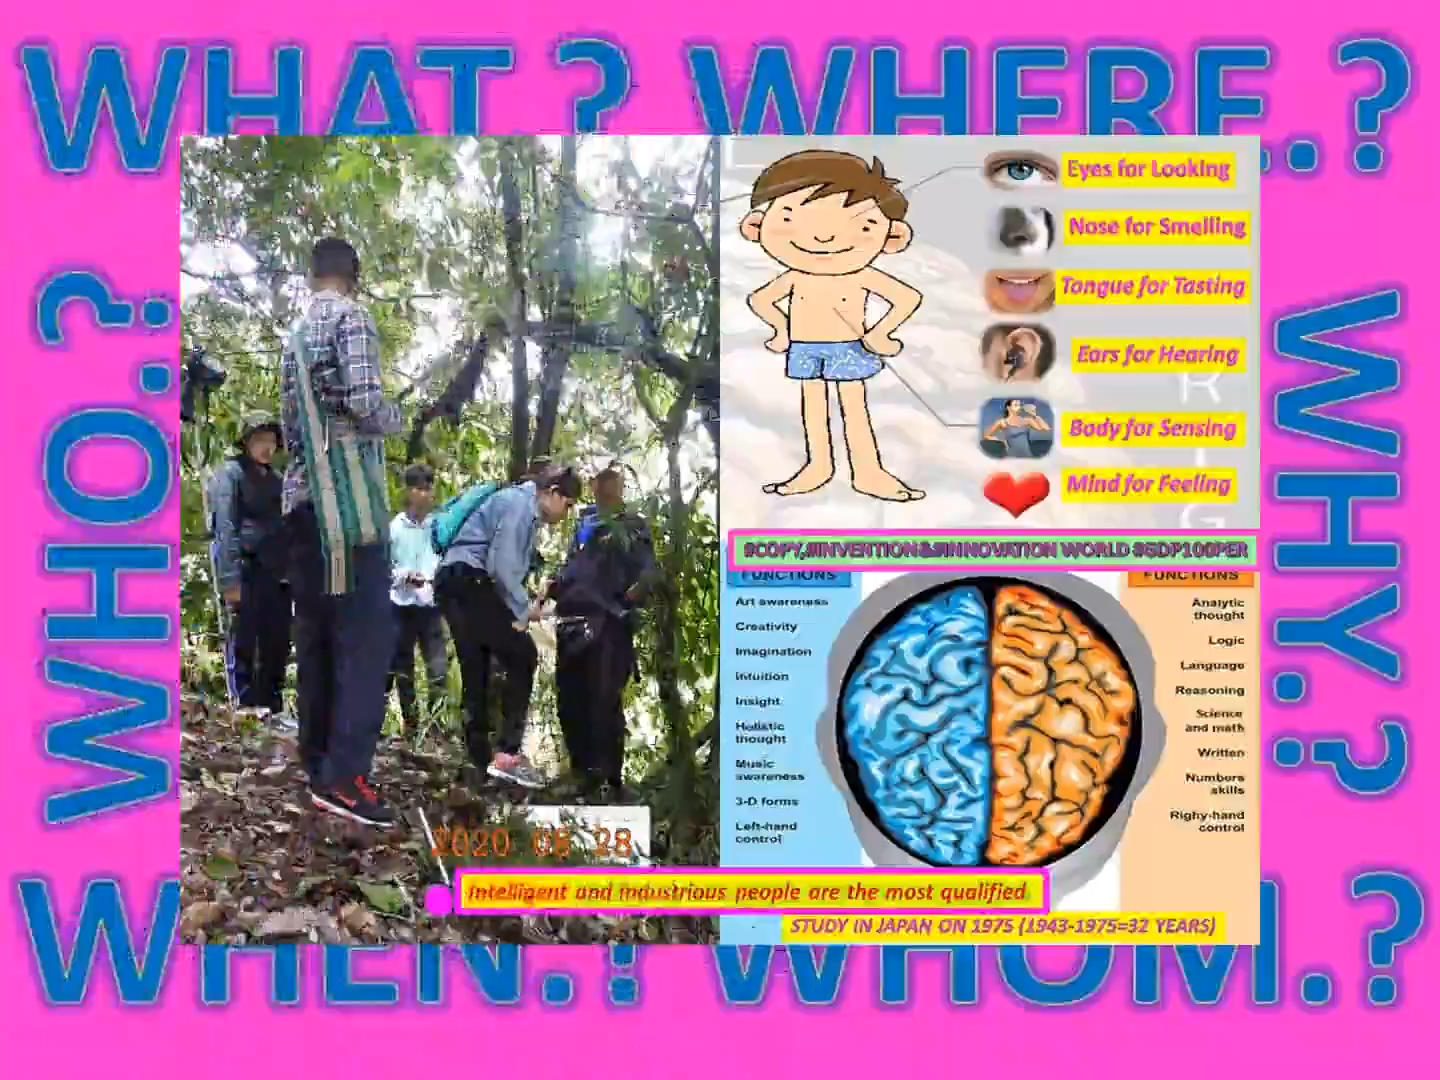 WHAT.? WHERE.?
WHO.?
WHY.?
Eyes for Looking
Nose for Smelling
Tongue for Tasting
Ears for Hearing
Body for Sensing
Mind for Feeling
#COPY,#INVENTION&#INNOVATION WORLD #GDP100PER
FUNCTIONS
Art awareness
Creativity
Imagination
Intuition
Insight
Holistic
thought
Music
awareness
3-D forms
Left-hand
control
FUNCTIONS
Analytic
thought
Logic
Language
Reasoning
Science
and math
Written
Numbers
skills
Righy-hand
control
2020 08 28
Intelligent and industrious people are the most qualified.
STUDY IN JAPAN ON 1975 (1943-1975=32 YEARS)
WHEN.? WHOM.?